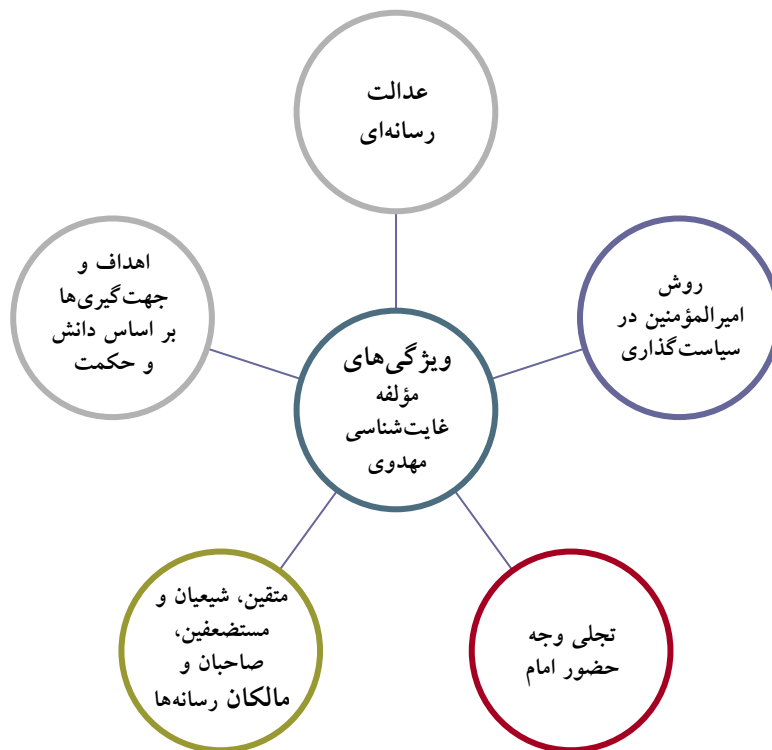 عدالت
رسانه‌ای
روش
امیرالمؤمنین در
سیاست‌گذاری
اهداف و
جهت‌گیری‌ها
بر اساس دانش
و حکمت
ویژگی‌های
مؤلفه
غایت‌شناسی
مهدوی
تجلی وجه
حضور امام
متقین، شیعیان و
مستضعفین،
صاحبان و
مالکان رسانه‌ها